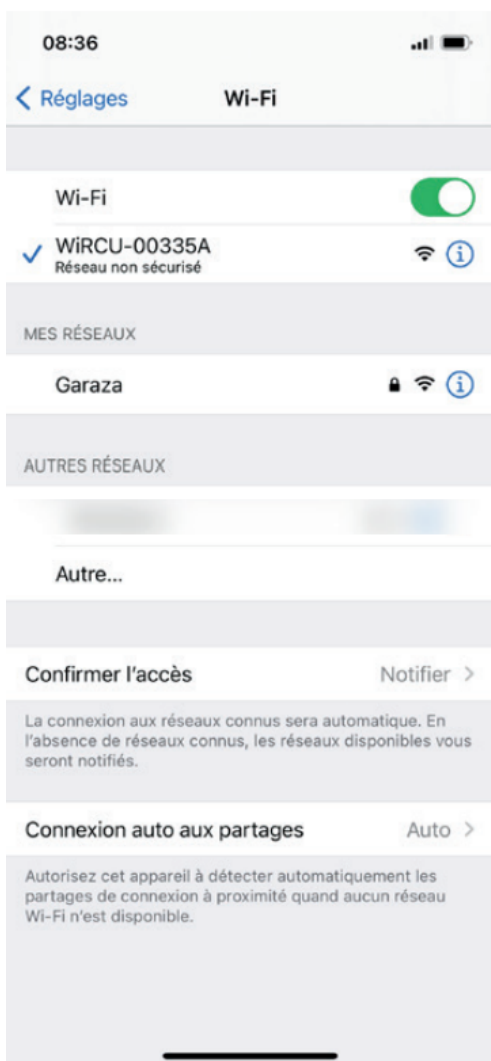 08:36
Réglages
Wi-Fi
Wi-Fi
WiRCU-00335A
Réseau non sécurisé
MES RÉSEAUX
Garaza
AUTRES RÉSEAUX
Autre...
Confirmer l'accès
Notifier
La connexion aux réseaux connus sera automatique. En
l'absence de réseaux connus, les réseaux disponibles vous
seront notifiés.
Connexion auto aux partages
Auto
Autorisez cet appareil à détecter automatiquement les
partages de connexion à proximité quand aucun réseau
Wi-Fi n'est disponible.